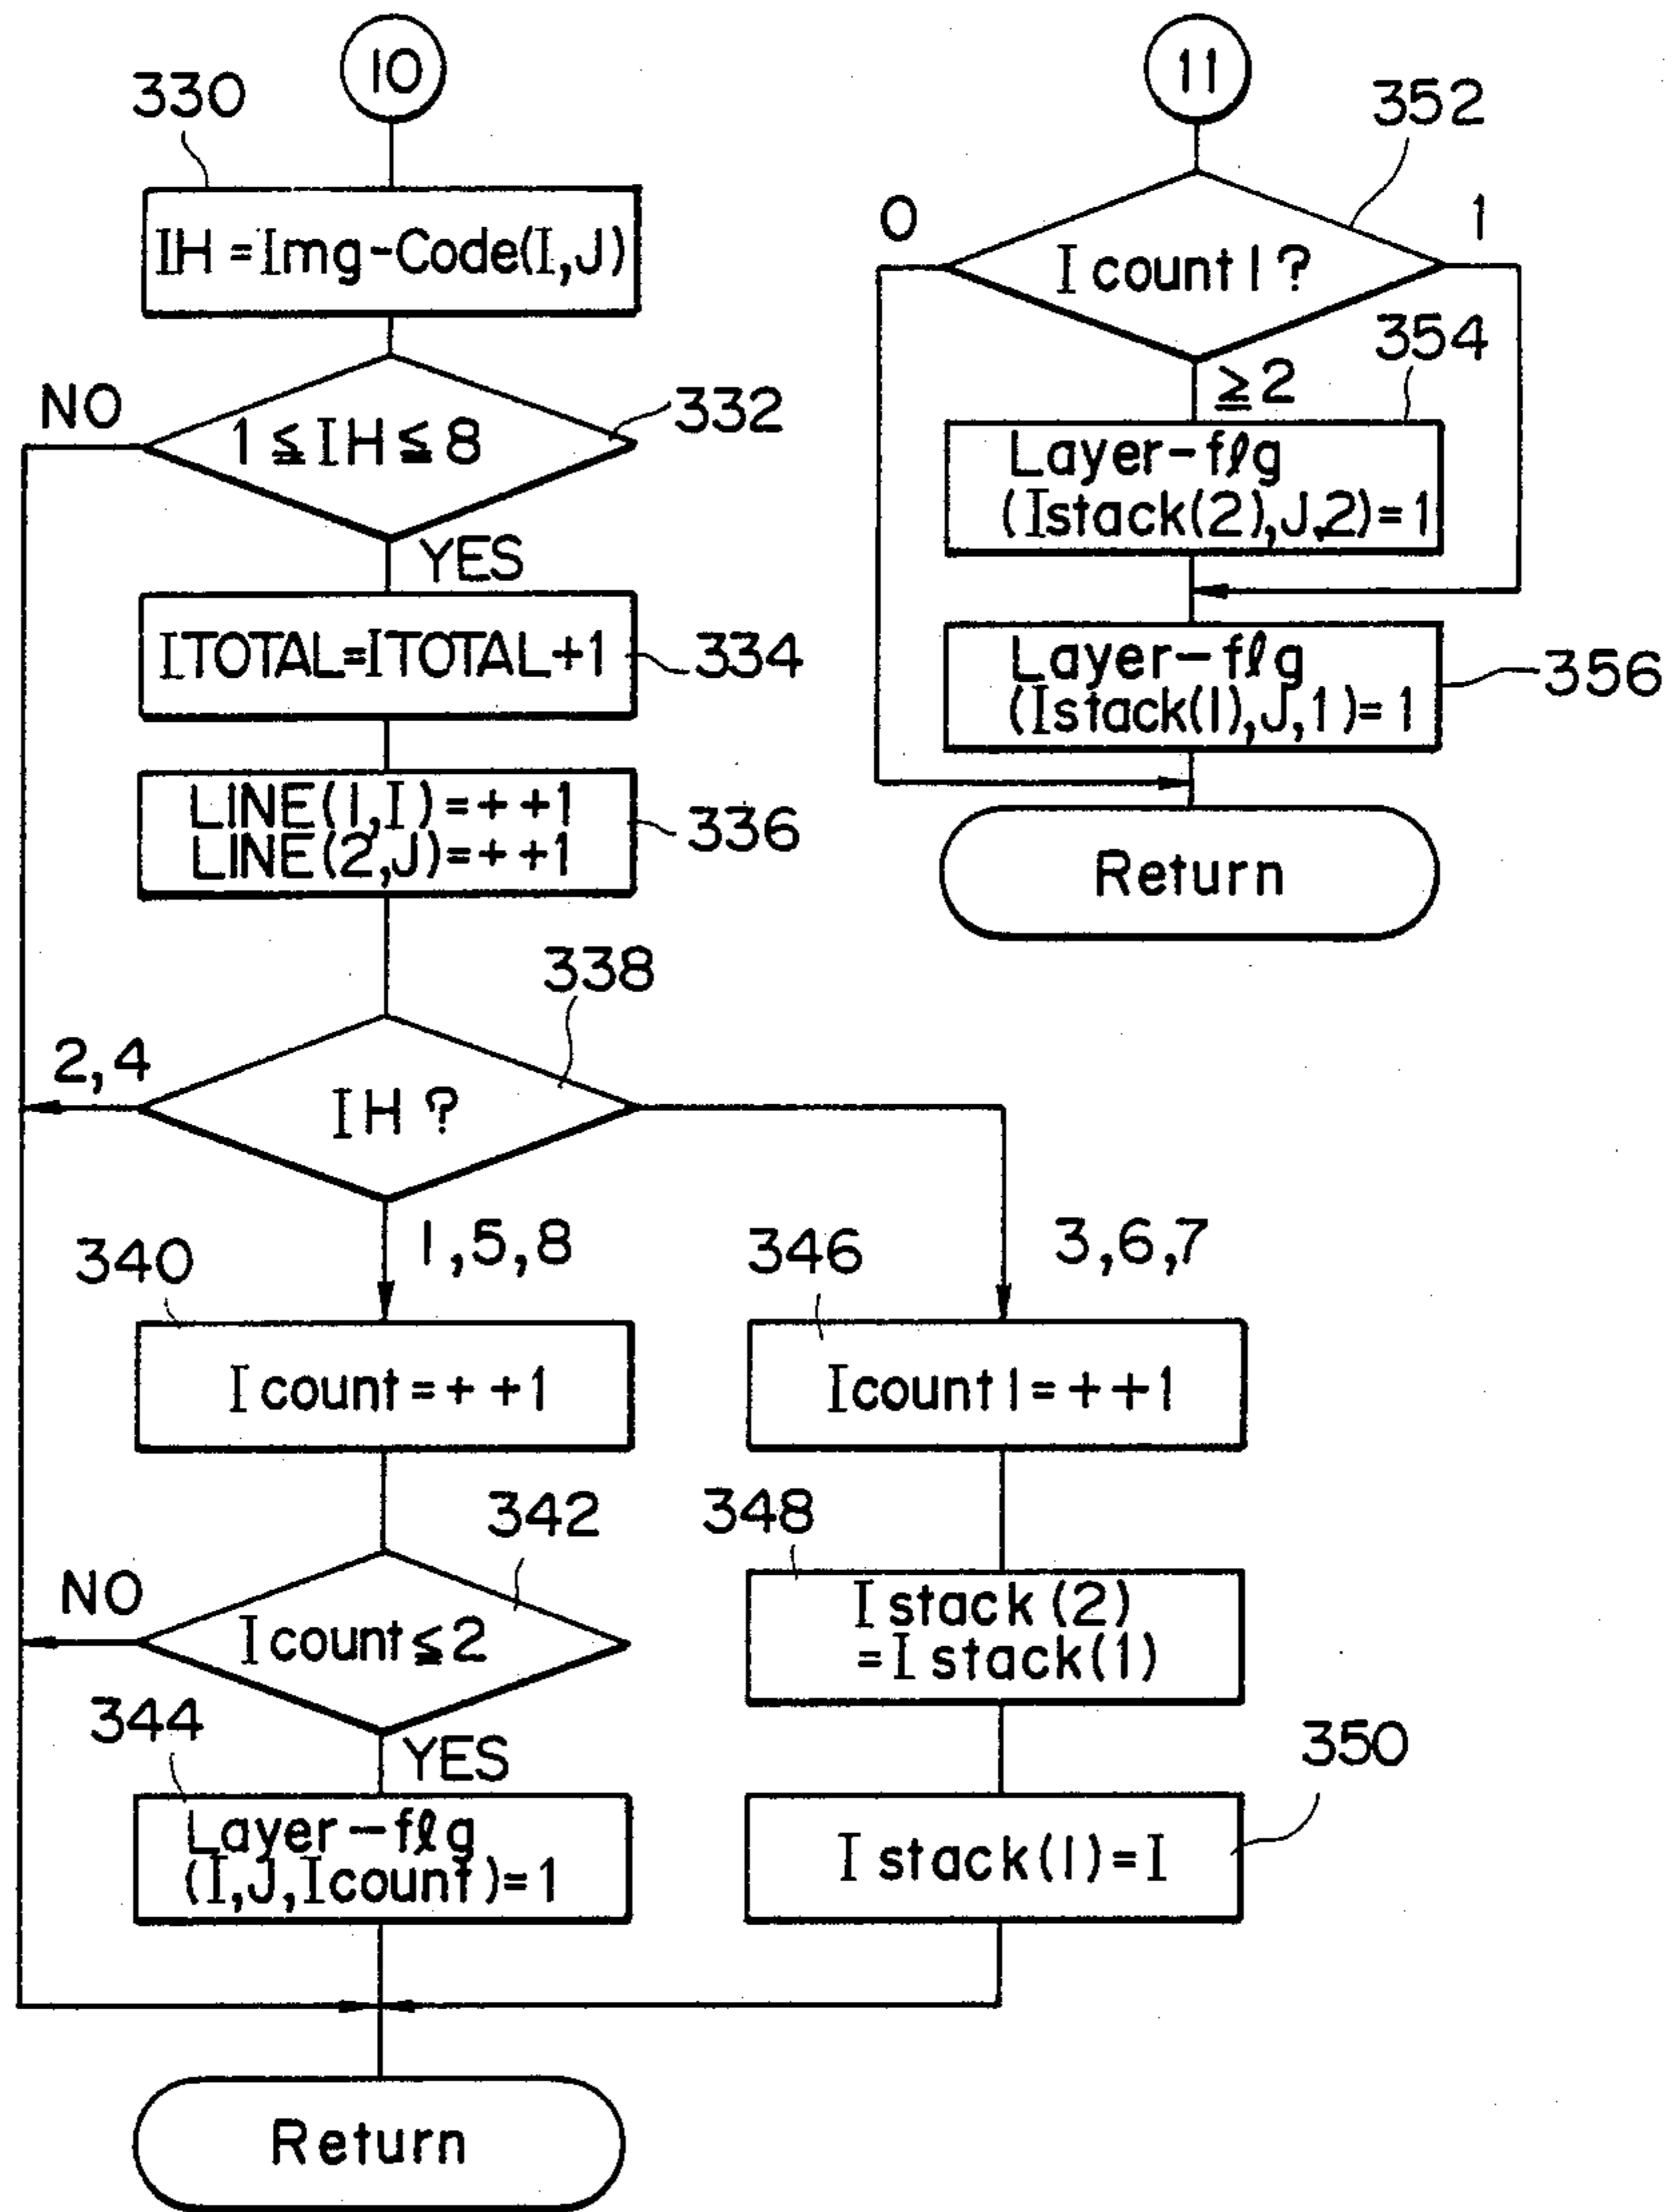 10
330
IH=Img-Code(I,J)
NO
1≦IH≦8
332
YES
ITOTAL=ITOTAL+1
334
LINE(1,I)=++1
LINE(2,J)=++1
336
338
2,4
IH?
1,5,8
3,6,7
340
Icount=++1
342
NO
Icount≦2
344
YES
Layer-flg
(I,J,Icount)=1
346
Icount1=++1
348
Istack(2)
=Istack(1)
350
Istack(1)=I
Return
11
352
0
Icount1?
1
354
≧2
Layer-flg
(Istack(2),J,2)=1
Layer-flg
(Istack(1),J,1)=1
356
Return